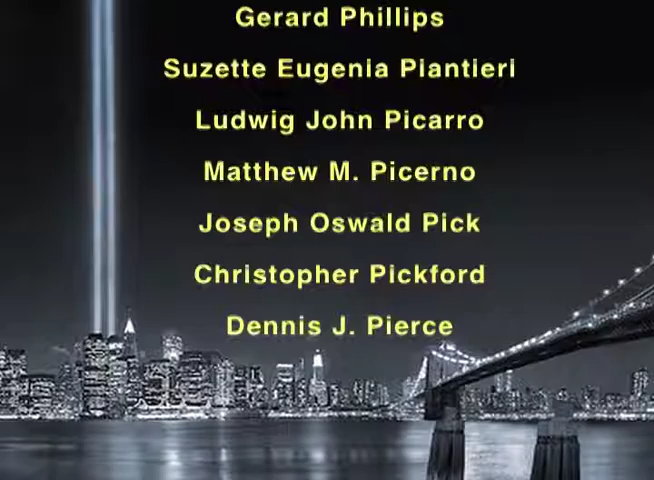 Gerard Phillips
Suzette Eugenia Piantieri
Ludwig John Picarro
Matthew M. Picerno
Joseph Oswald Pick
Christopher Pickford
Dennis J. Pierce